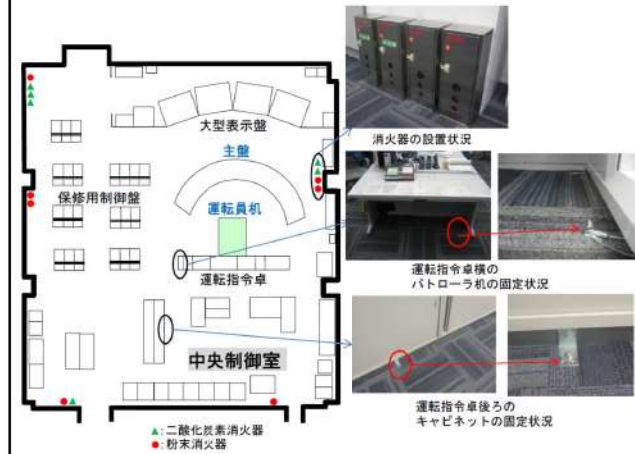 大型表示盤
主盤
保修用制御盤
運転員机
運転指令卓
中央制御室
▲:二酸化炭素消火器
●:粉末消火器
消火器の設置状況
運転指令卓横の
パトローラ机の固定状況
運転指令卓後ろの
キャビネットの固定状況